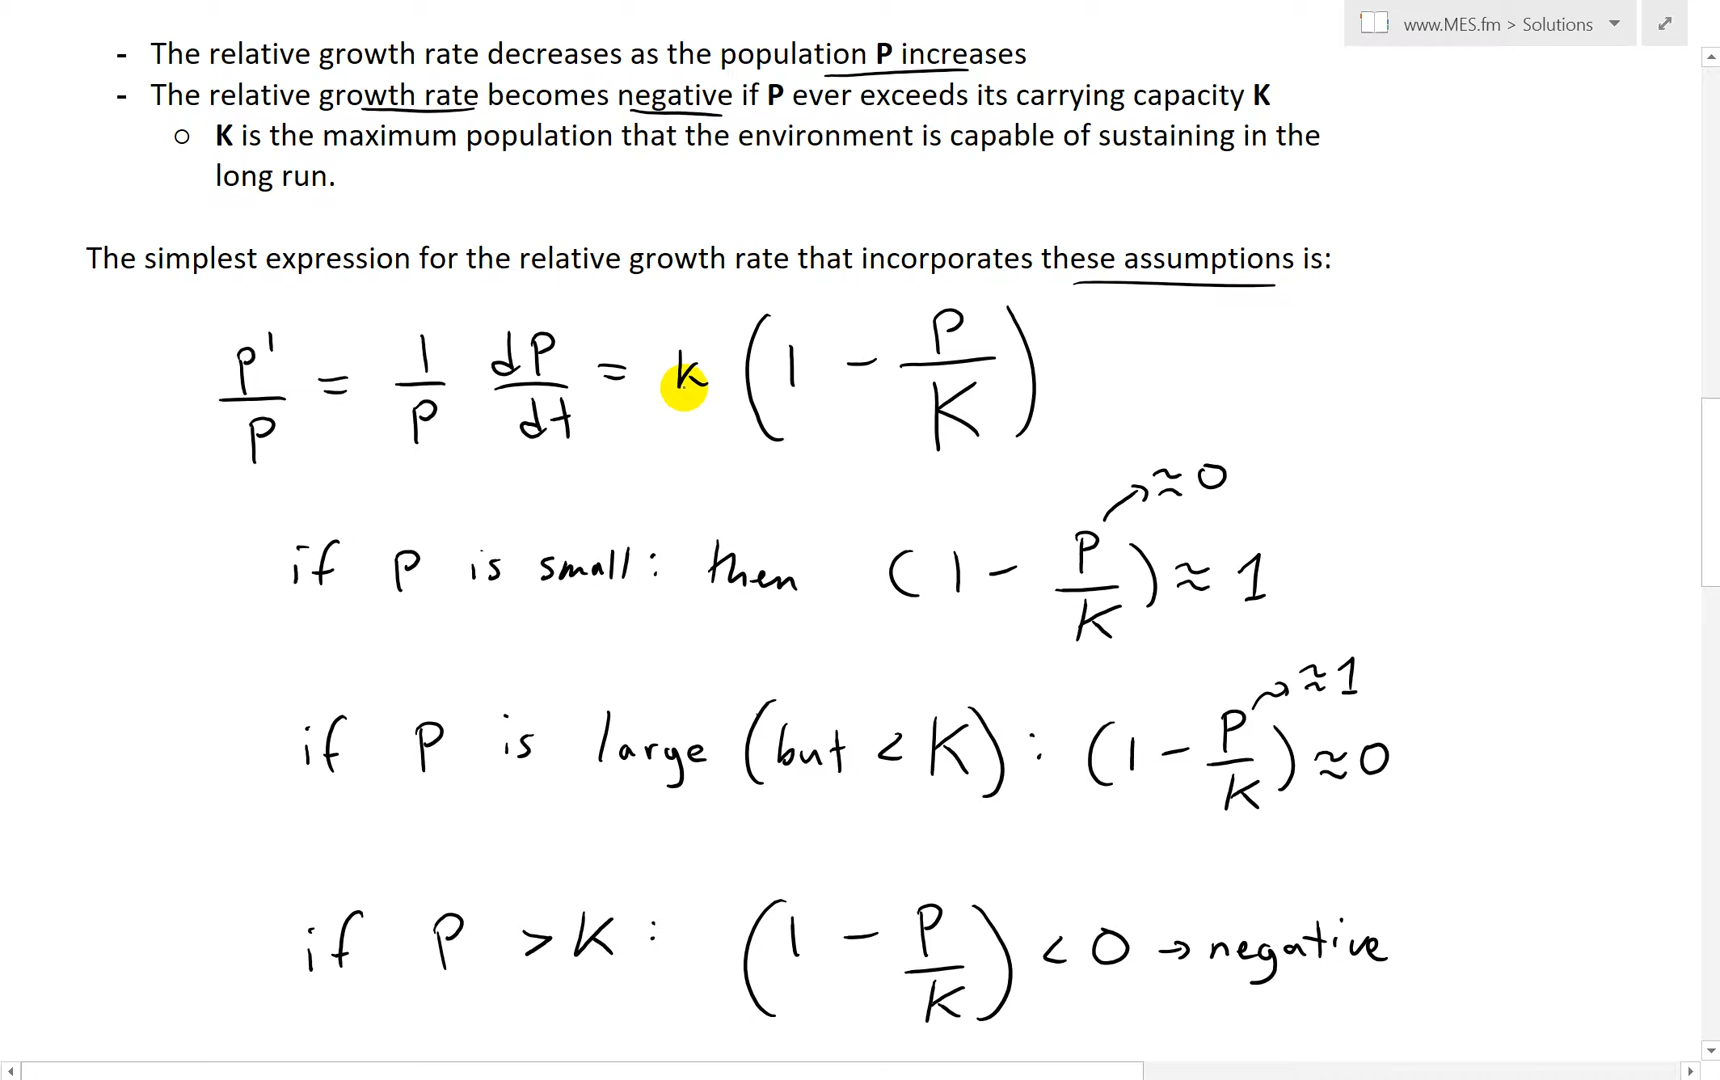 www.MES.fm > Solutions
- The relative growth rate decreases as the population P increases
- The relative growth rate becomes negative if P ever exceeds its carrying capacity K
○ K is the maximum population that the environment is capable of sustaining in the
long run.
The simplest expression for the relative growth rate that incorporates these assumptions is:
P'/P = 1/P dP/dt = k (1 - P/K)
if P is small: then (1 - P/K) ≈ 1
→ ≈ 0
if P is large (but < K): (1 - P/K) ≈ 0
→ ≈ 1
if P > K: (1 - P/K) < 0 → negative